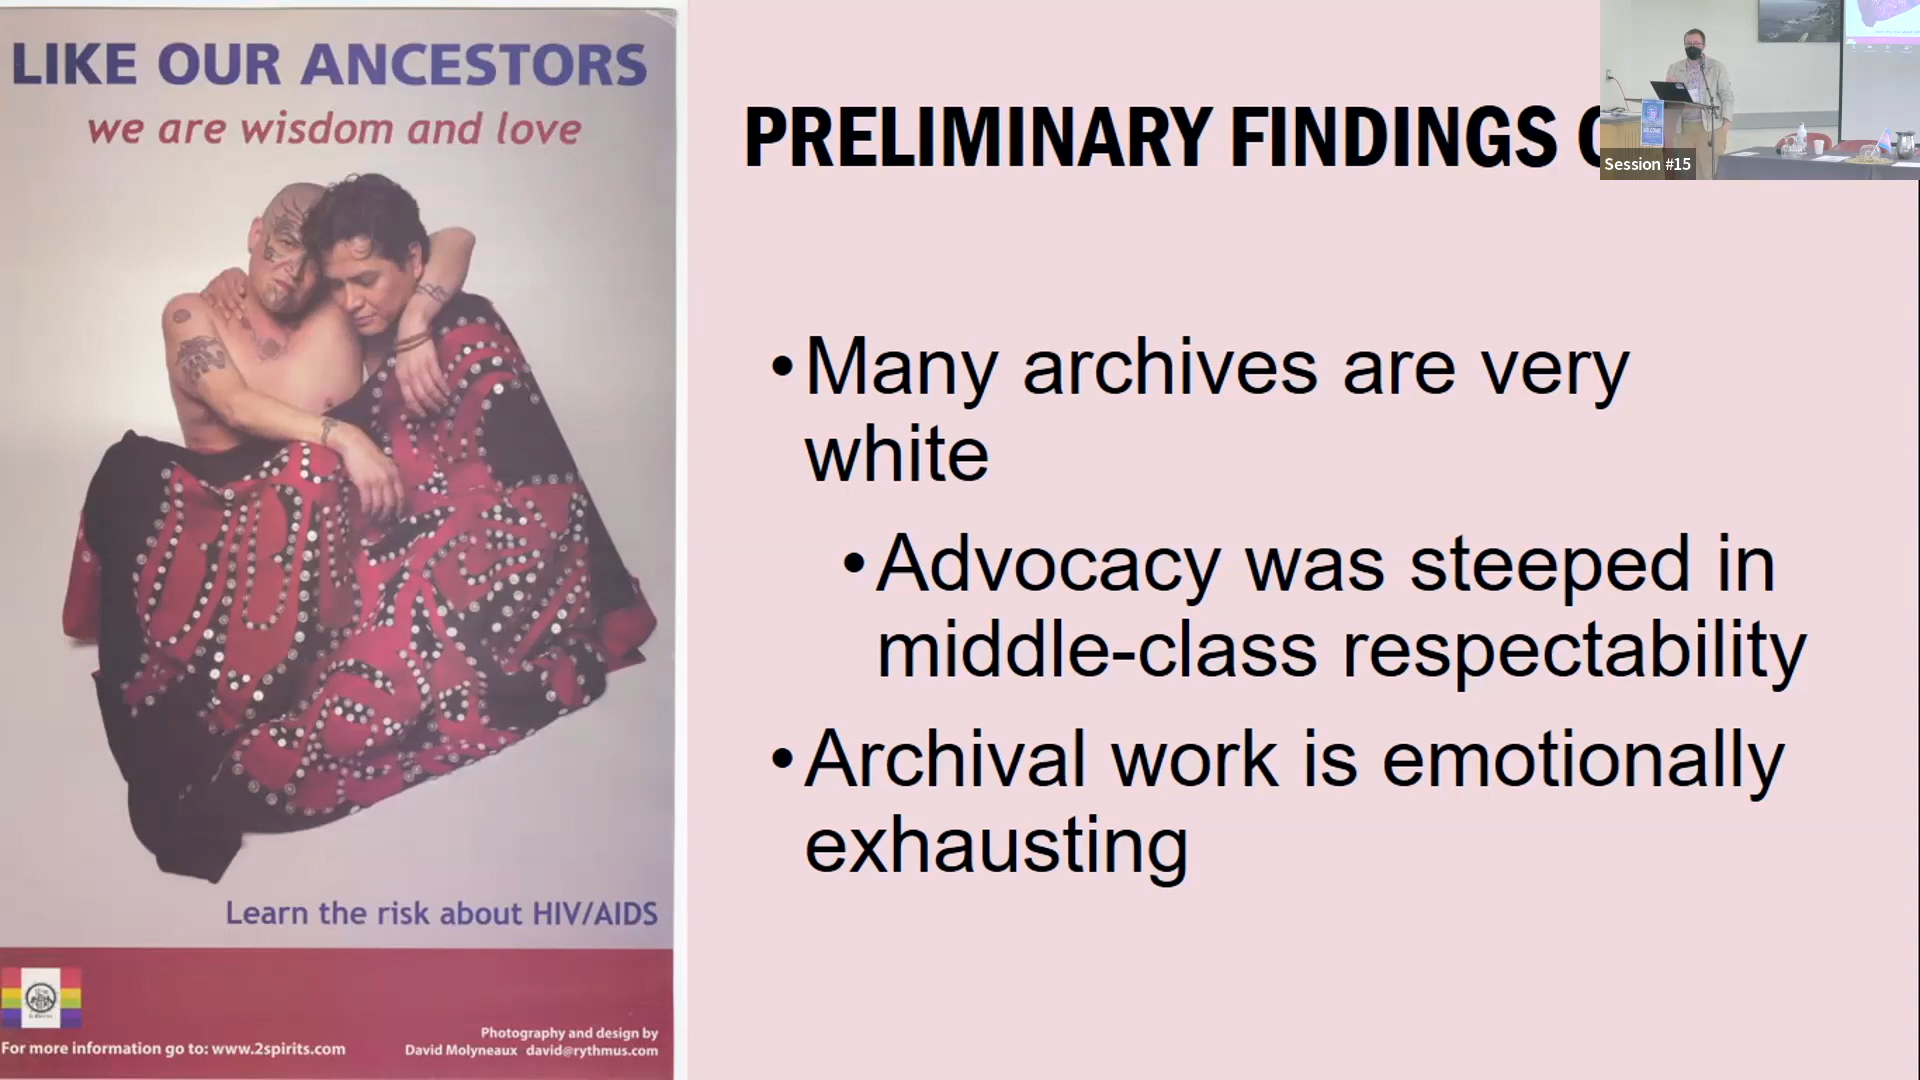 LIKE OUR ANCESTORS
we are wisdom and love
Learn the risk about HIV/AIDS
For more information go to: www.2spirits.com
Photography and design by
David Molyneaux david@rythmus.com
PRELIMINARY FINDINGS
• Many archives are very
white
• Advocacy was steeped in
middle-class respectability
• Archival work is emotionally
exhausting
WELCOME
Session #15